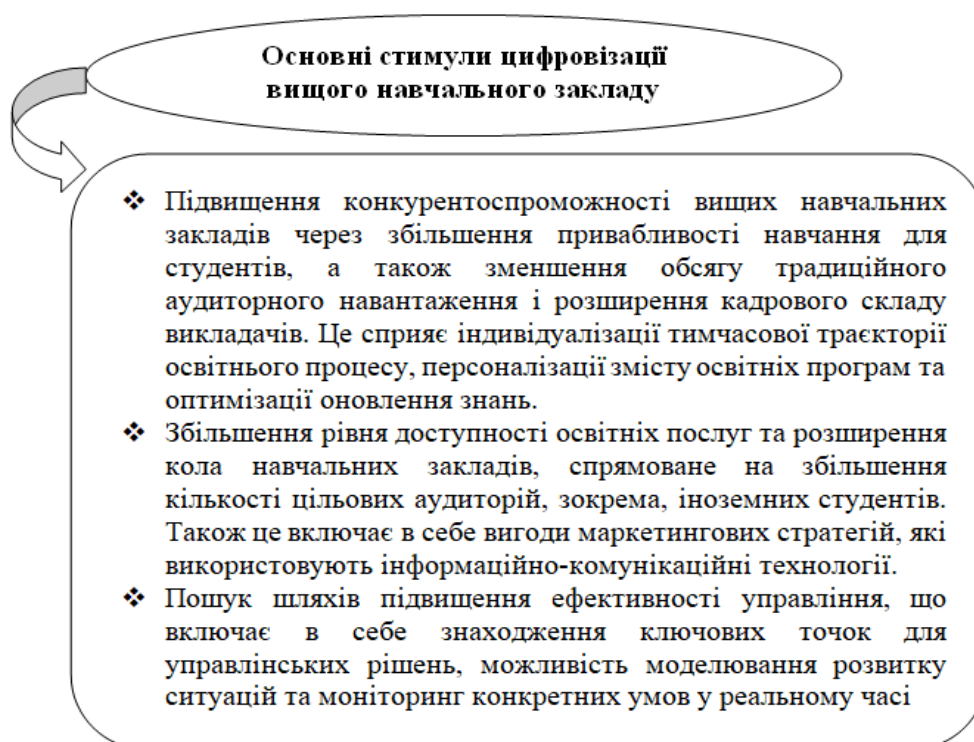 Основні стимули цифровізації
вищого навчального закладу
❖ Підвищення конкурентоспроможності вищих навчальних
закладів через збільшення привабливості навчання для
студентів, а також зменшення обсягу традиційного
аудиторного навантаження і розширення кадрового складу
викладачів. Це сприяє індивідуалізації тимчасової траєкторії
освітнього процесу, персоналізації змісту освітніх програм та
оптимізації оновлення знань.
❖ Збільшення рівня доступності освітніх послуг та розширення
кола навчальних закладів, спрямоване на збільшення
кількості цільових аудиторій, зокрема, іноземних студентів.
Також це включає в себе вигоди маркетингових стратегій, які
використовують інформаційно-комунікаційні технології.
❖ Пошук шляхів підвищення ефективності управління, що
включає в себе знаходження ключових точок для
управлінських рішень, можливість моделювання розвитку
ситуацій та моніторинг конкретних умов у реальному часі